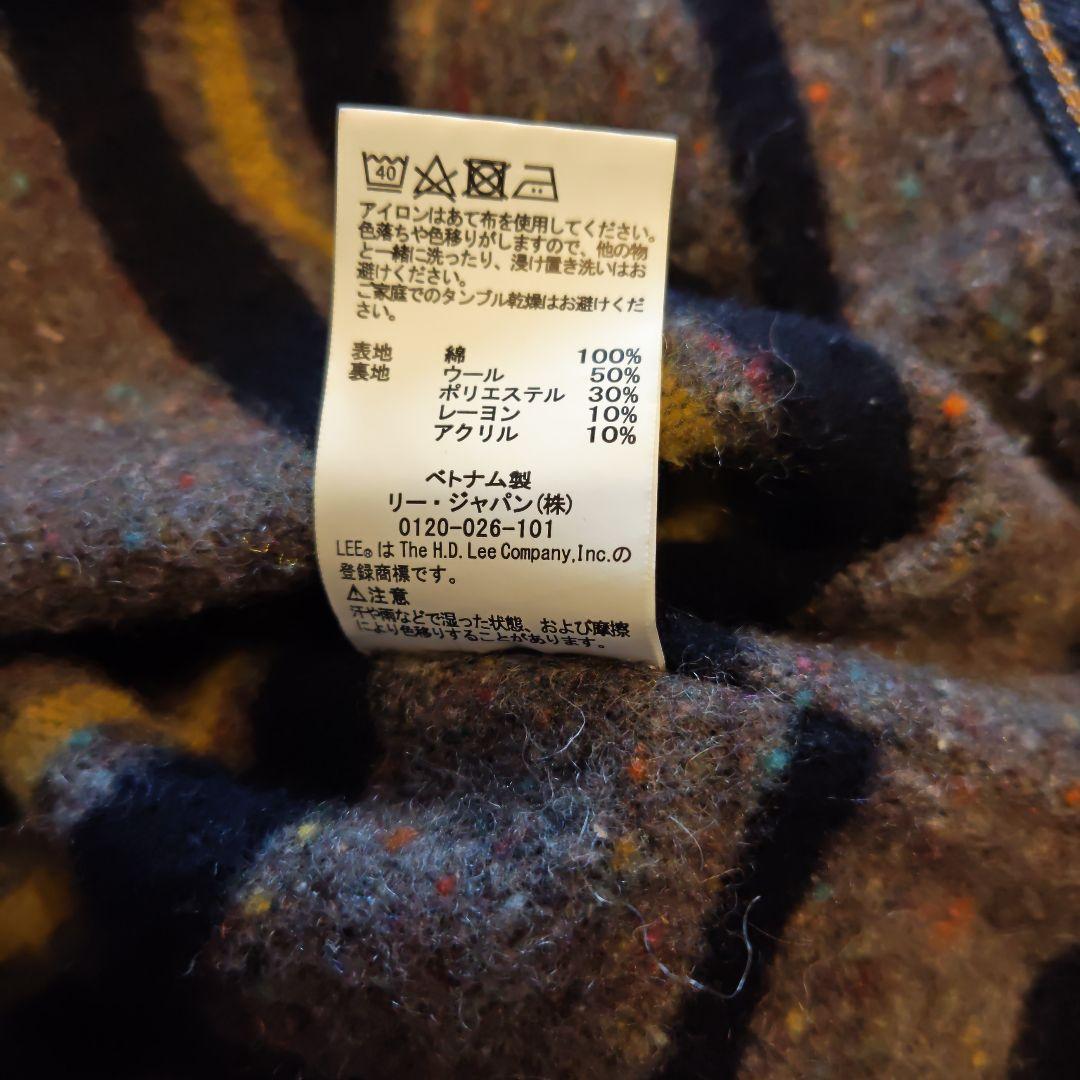 40
アイロンはあて布を使用してください。
色落ちや色移りがしますので、他の物
と一緒に洗ったり、浸け置き洗いはお
避けください。
ご家庭でのタンブル乾燥はお避けくだ
さい。
表地 綿 100%
裏地 ウール 50%
ポリエステル 30%
レーヨン 10%
アクリル 10%
ベトナム製
リー・ジャパン(株)
0120-026-101
LEE®は The H.D. Lee Company,Inc.の
登録商標です。
⚠注意
汗や雨などで湿った状態、および摩擦
により色移りすることがあります。